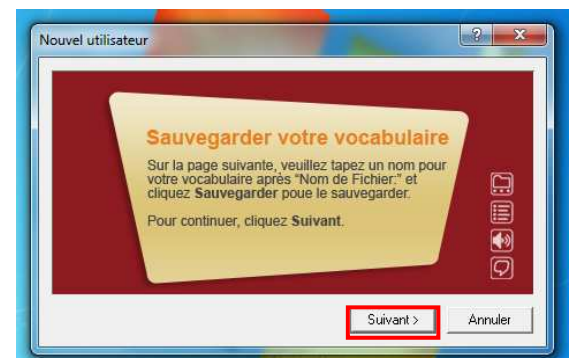 Nouvel utilisateur
Sauvegarder votre vocabulaire
Sur la page suivante, veuillez tapez un nom pour
votre vocabulaire après "Nom de Fichier:" et
cliquez Sauvegarder poue le sauvegarder.
Pour continuer, cliquez Suivant.
Suivant >
Annuler